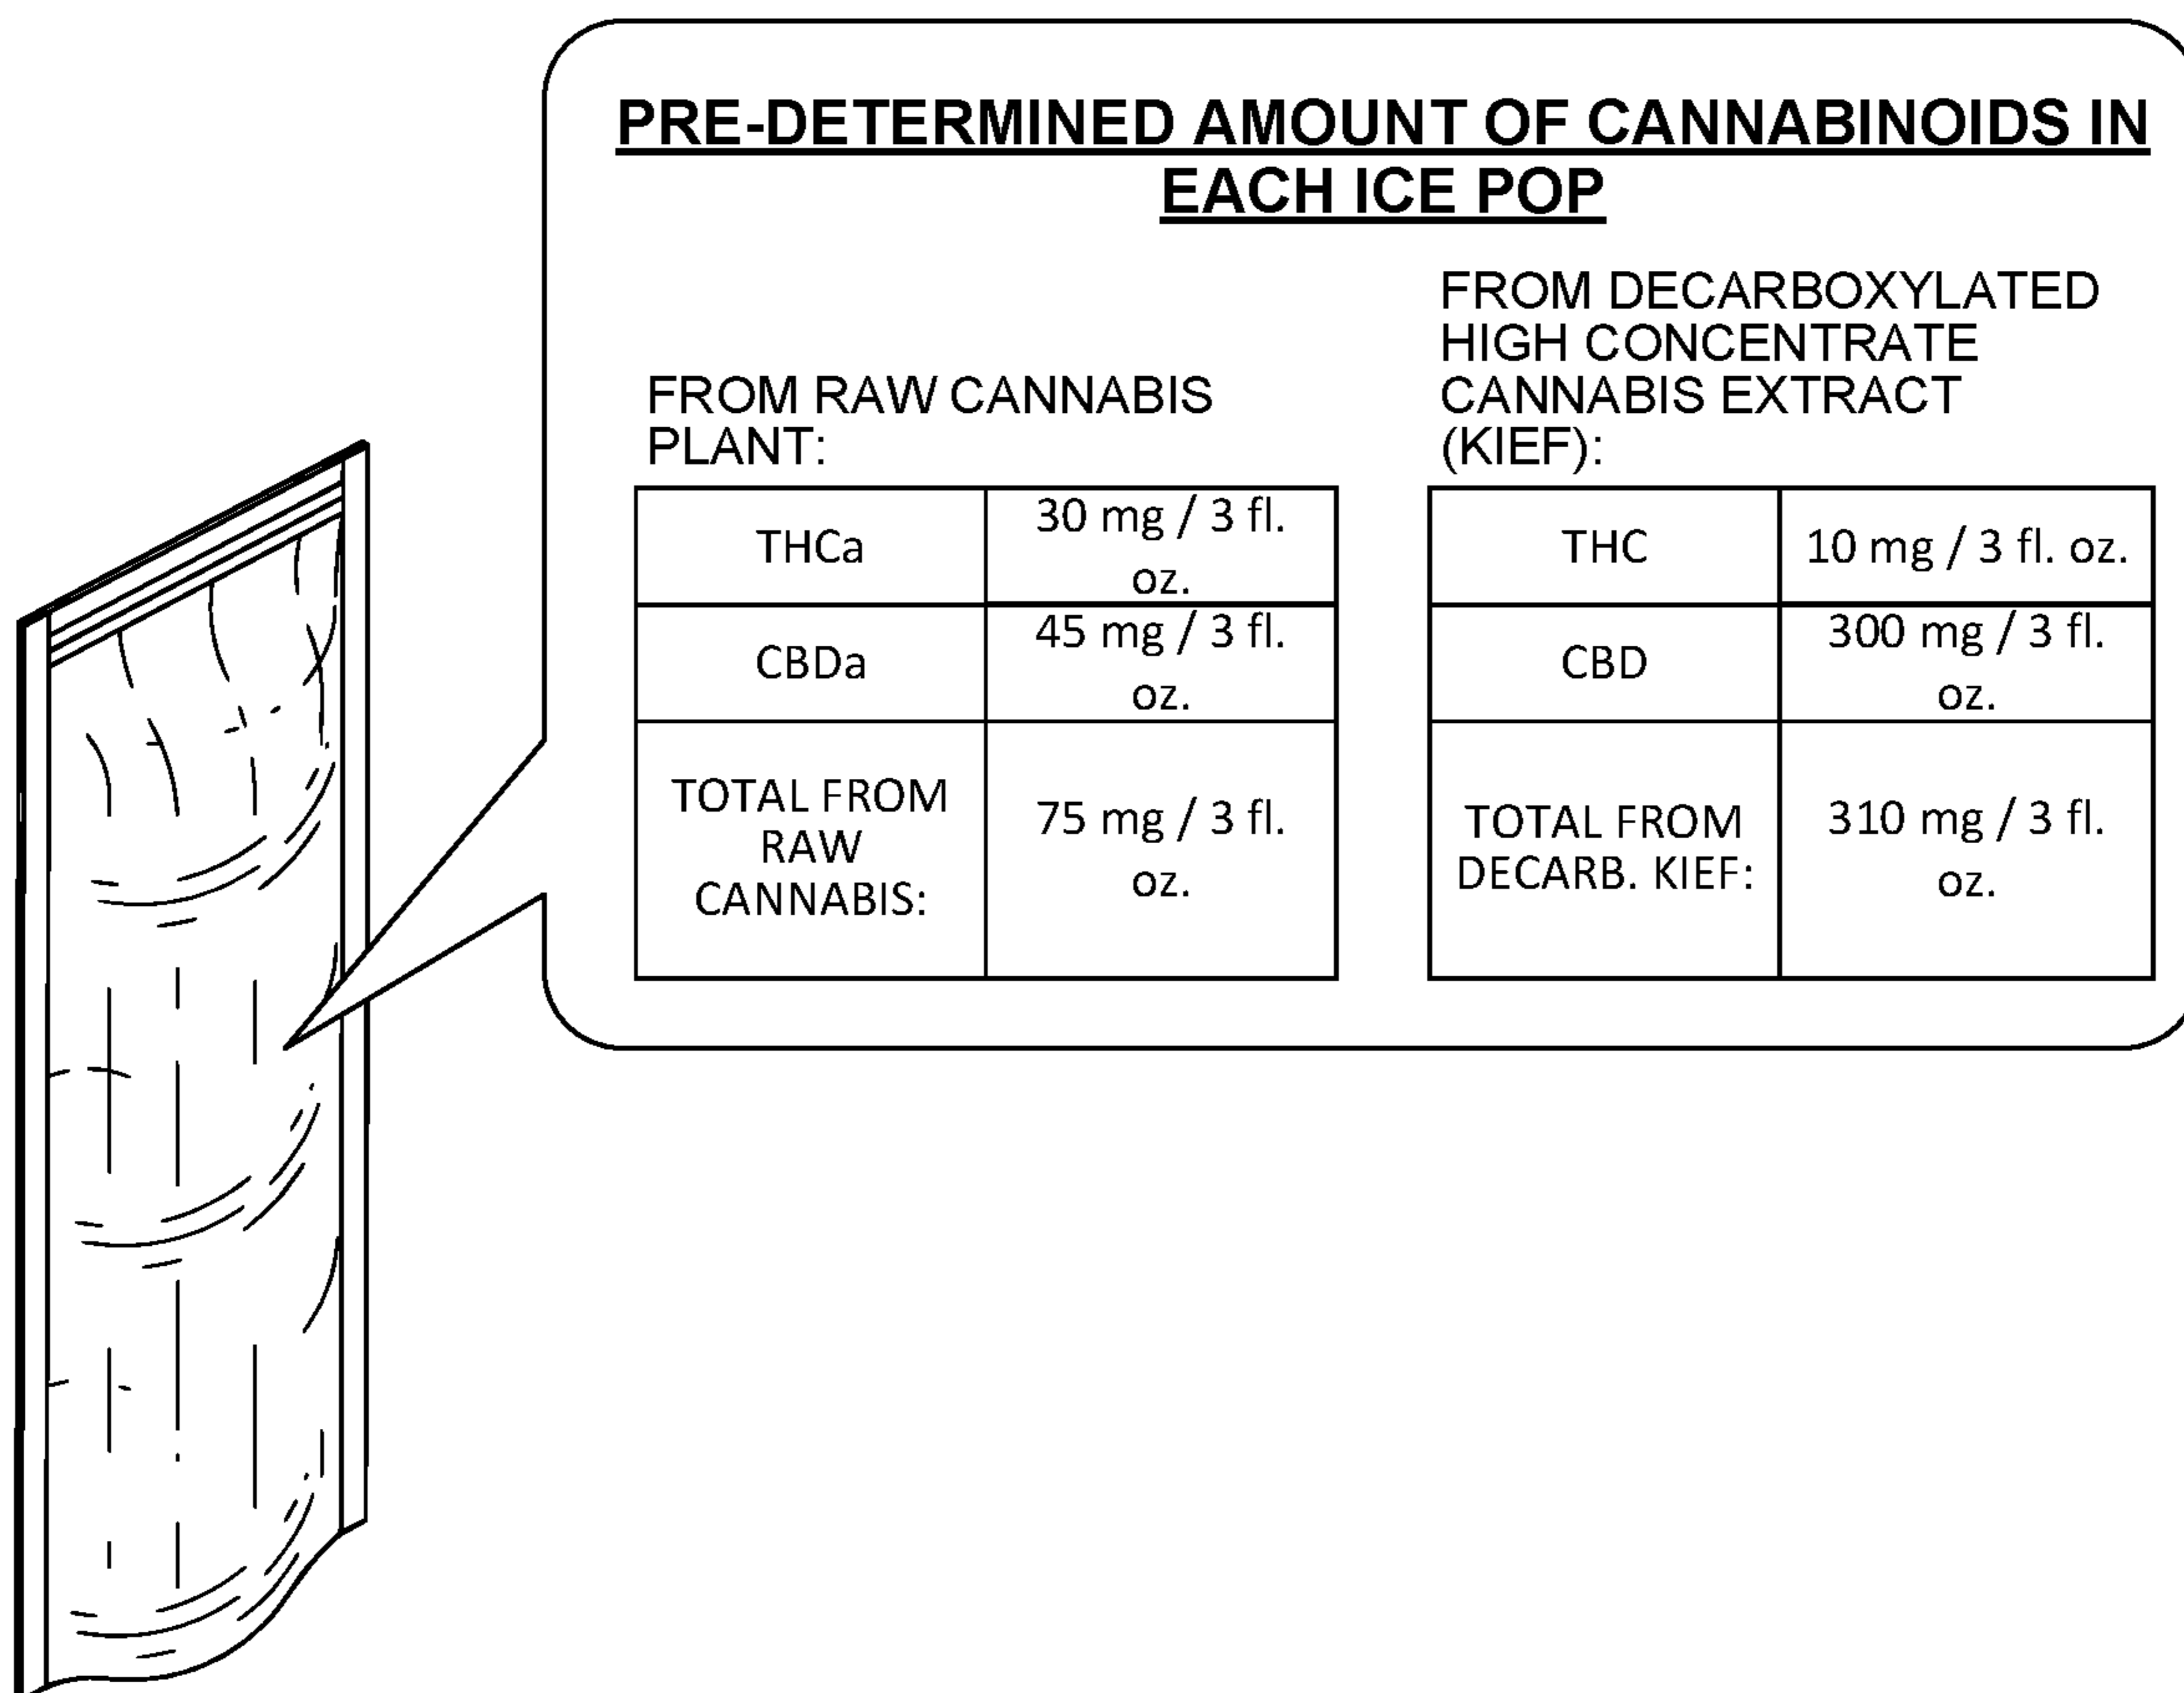 PRE-DETERMINED AMOUNT OF CANNABINOIDS IN
EACH ICE POP
FROM RAW CANNABIS
PLANT:
THCa
30 mg / 3 fl.
oz.
CBDa
45 mg / 3 fl.
oz.
TOTAL FROM
RAW
CANNABIS:
75 mg / 3 fl.
oz.
FROM DECARBOXYLATED
HIGH CONCENTRATE
CANNABIS EXTRACT
(KIEF):
THC
10 mg / 3 fl. oz.
CBD
300 mg / 3 fl.
oz.
TOTAL FROM
DECARB. KIEF:
310 mg / 3 fl.
oz.